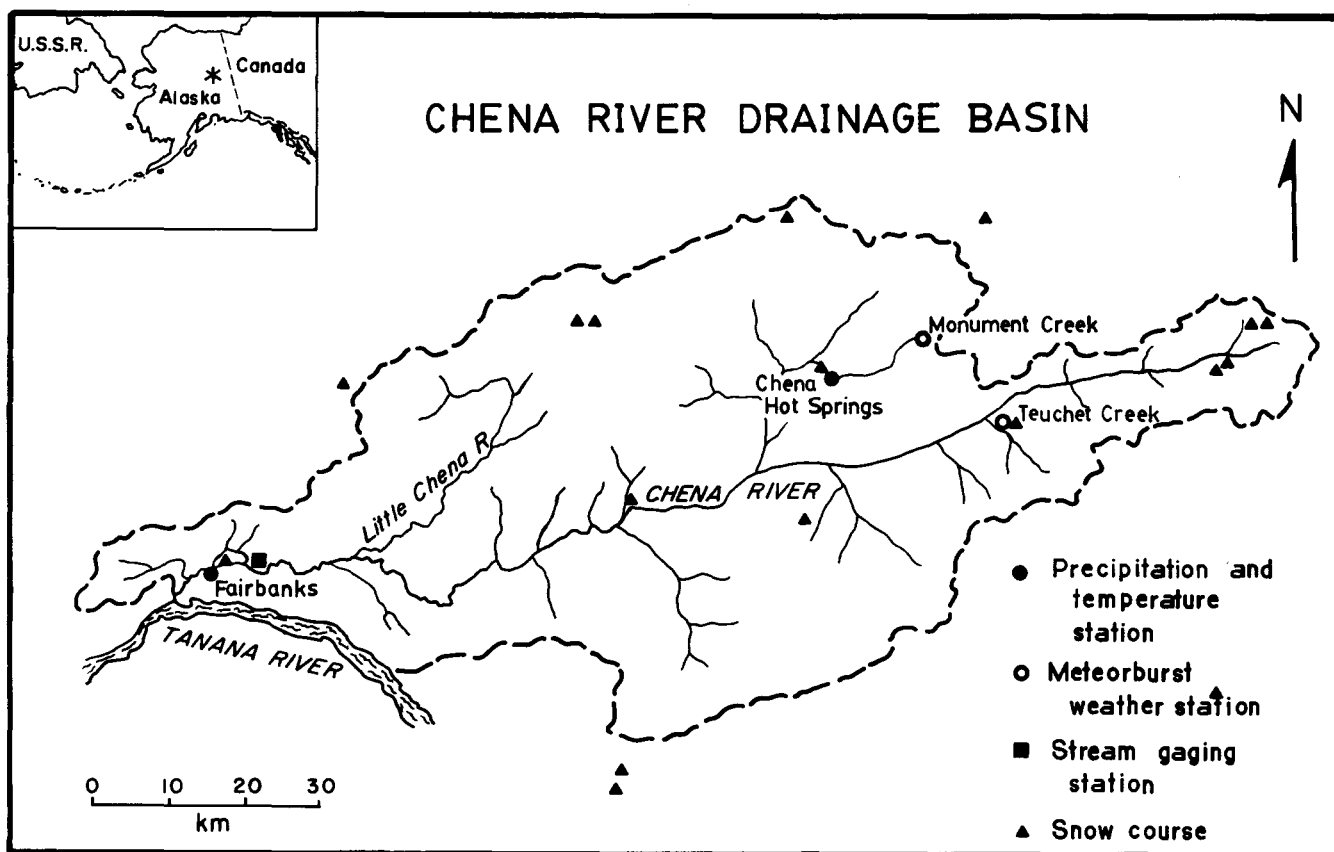 U.S.S.R.
Canada
Alaska
CHENA RIVER DRAINAGE BASIN
N
Monument Creek
Chena
Hot Springs
Teuchet Creek
Little Chena R.
CHENA RIVER
Fairbanks
TANANA RIVER
0 10 20 30
km
Precipitation and
temperature
station
Meteorburst
weather station
Stream gaging
station
Snow course